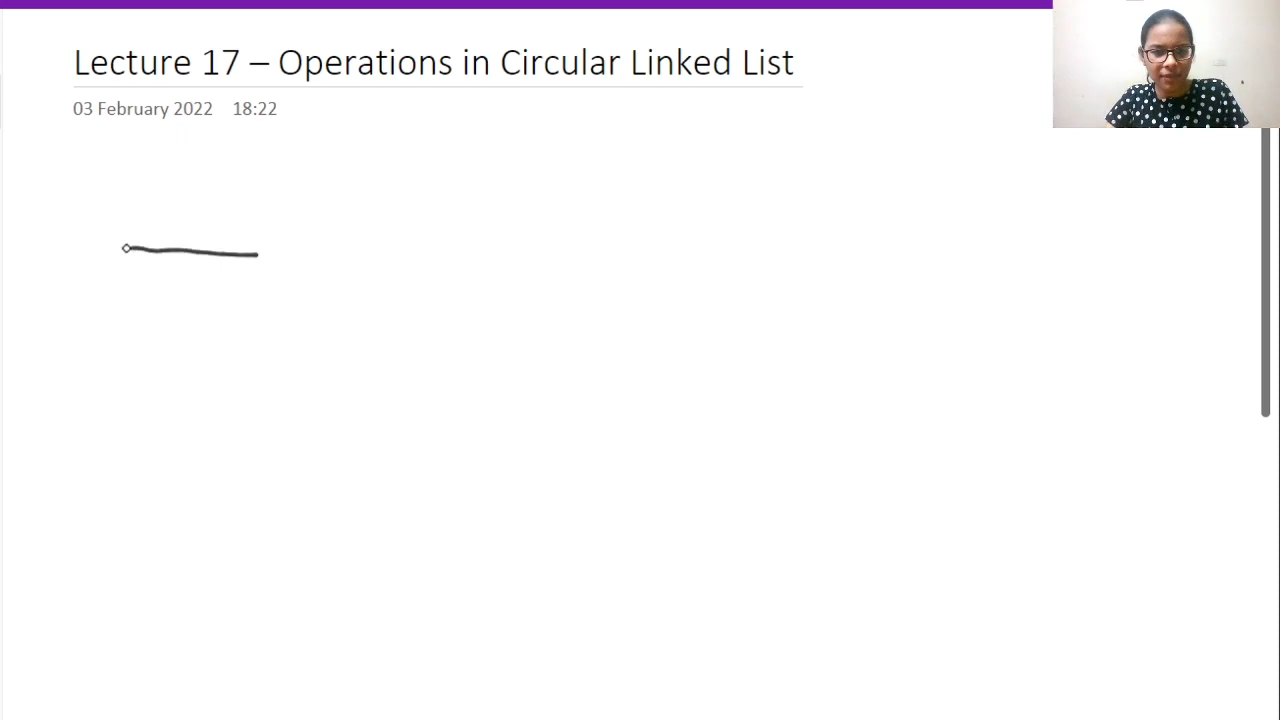 Lecture 17 – Operations in Circular Linked List
03 February 2022 18:22